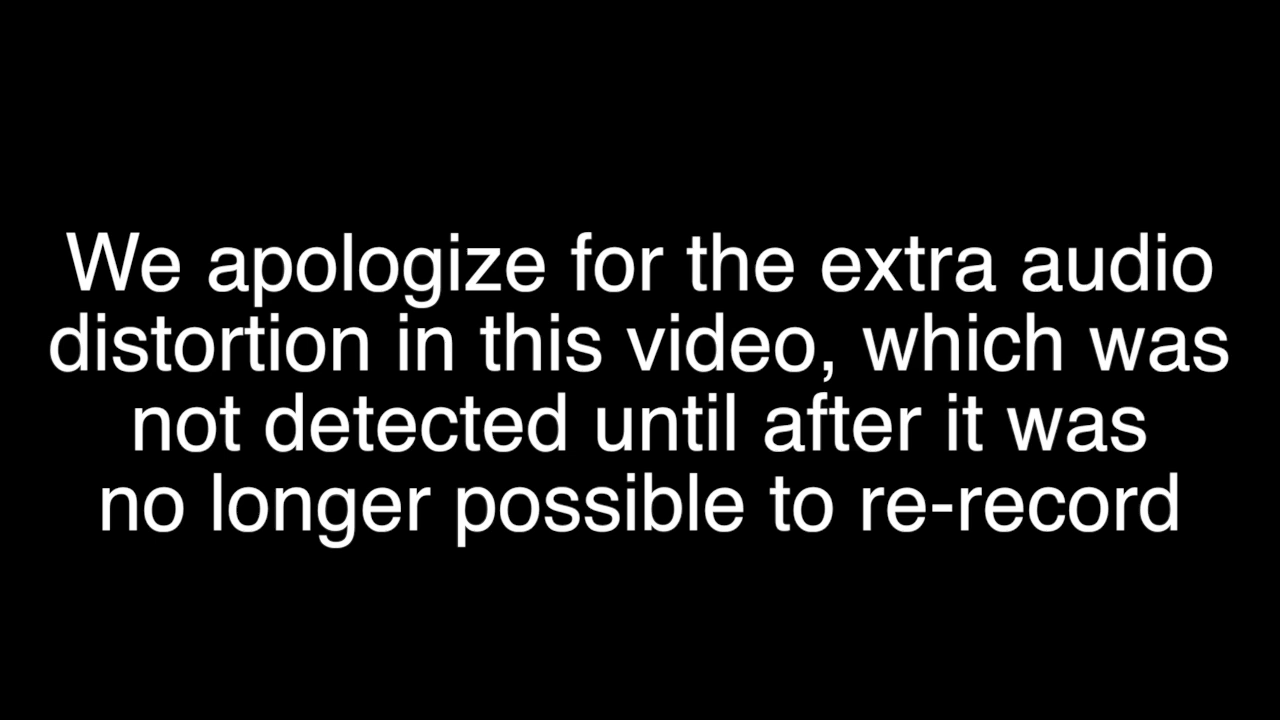 We apologize for the extra audio
distortion in this video, which was
not detected until after it was
no longer possible to re-record